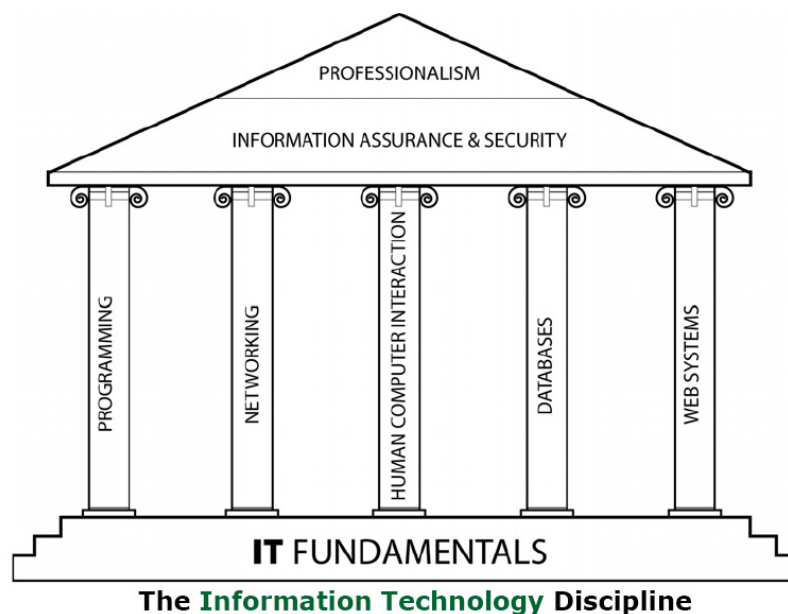 PROFESSIONALISM
INFORMATION ASSURANCE & SECURITY
PROGRAMMING
NETWORKING
HUMAN COMPUTER INTERACTION
DATABASES
WEB SYSTEMS
IT FUNDAMENTALS
The Information Technology Discipline